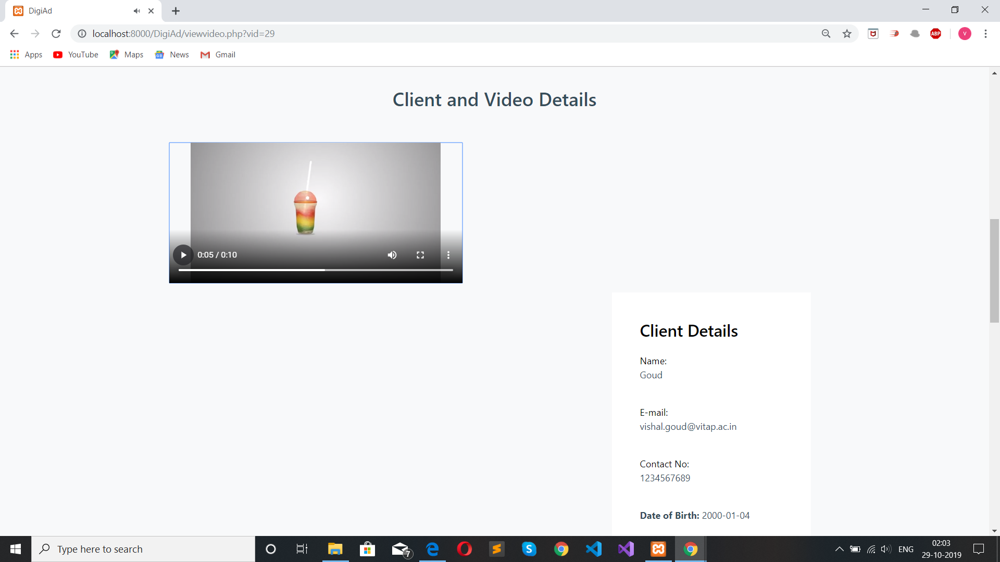 DigiAd
localhost:8000/DigiAd/viewvideo.php?vid=29
ABP
V
Apps
YouTube
Maps
News
Gmail
Client and Video Details
0:05 / 0:10
Client Details
Name:
Goud
E-mail:
vishal.goud@vitap.ac.in
Contact No:
1234567689
Date of Birth: 2000-01-04
Type here to search
7
ENG
02:03
29-10-2019